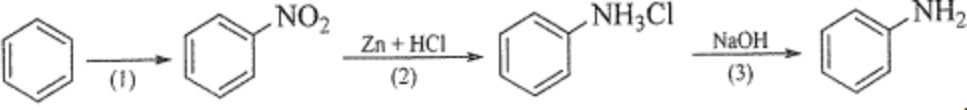 NO₂
NH₃Cl
NH₂
Zn + HCl
NaOH
(1)
(2)
(3)